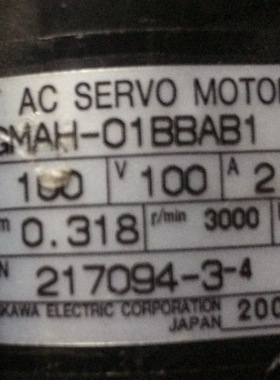 AC SERVO MOTO
GMAH-01BBAB1
100 V 100 A 2
m 0.318 r/min 3000
N 217094-3-4
SKAWA ELECTRIC CORPORATION
JAPAN 200